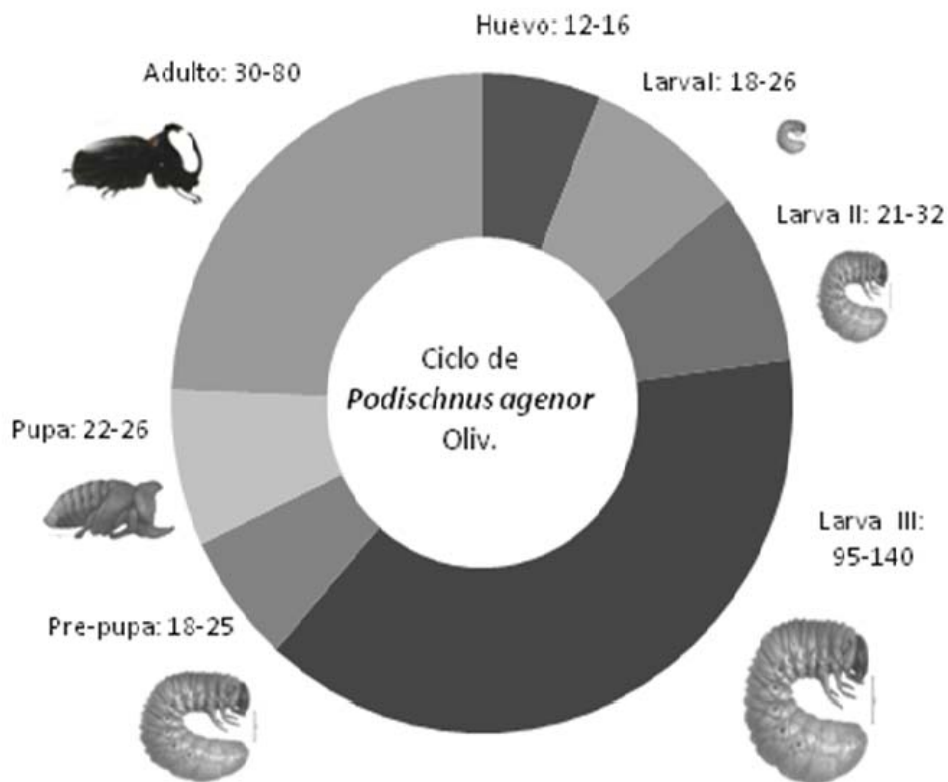 Huevo: 12-16
Larval: 18-26
Larva II: 21-32
Larva III:
95-140
Pre-pupa: 18-25
Pupa: 22-26
Adulto: 30-80
Ciclo de
Podischnus agenor
Oliv.